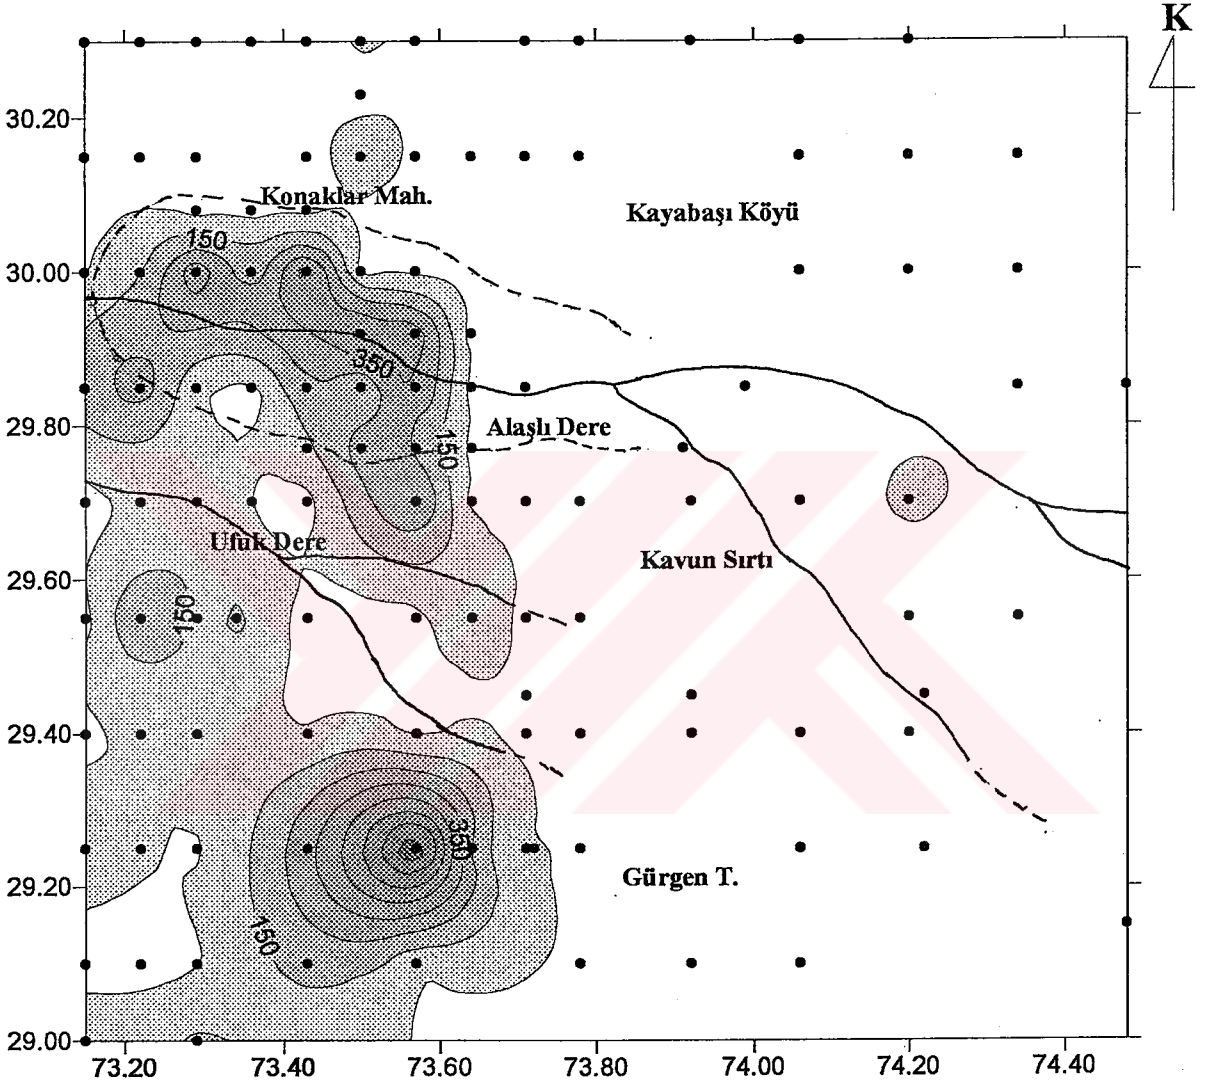 K
30.20
Konaklar Mah.
Kayabaşı Köyü
150
30.00
350
29.80
Alaşlı Dere
150
Ufuk Dere
Kavun Sırtı
29.60
150
29.40
350
Gürgen T.
29.20
150
29.00
73.20 73.40 73.60 73.80 74.00 74.20 74.40